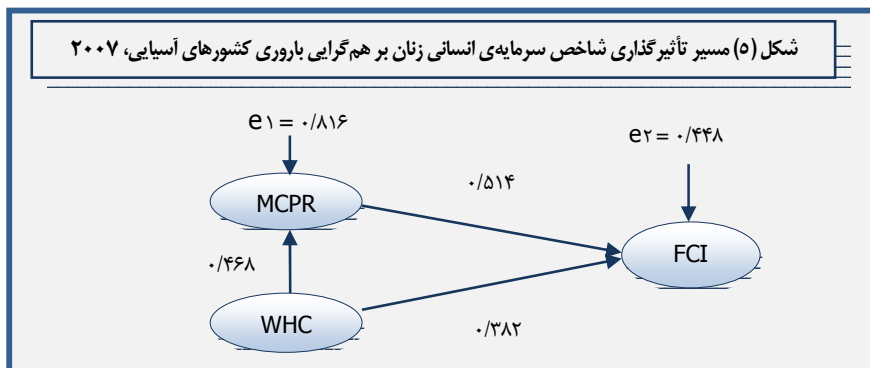 شکل (۵) مسیر تأثیرگذاری شاخص سرمایه‌ی انسانی زنان بر هم‌گرایی باروری کشورهای آسیایی، ۲۰۰۷
e۱ = ۰/۸۱۶
e۲ = ۰/۴۴۸
۰/۵۱۴
MCPR
FCI
۰/۴۶۸
WHC
۰/۳۸۲